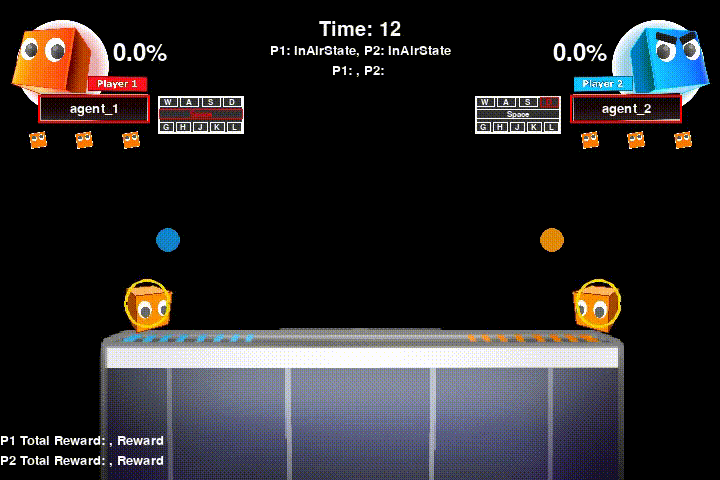 Time: 12
P1: InAirState, P2: InAirState
P1: , P2:
0.0%
0.0%
Player 1
Player 2
agent_1
agent_2
W A S D
G H J K L
W A S D
Space
G H J K L
P1 Total Reward: , Reward
P2 Total Reward: , Reward